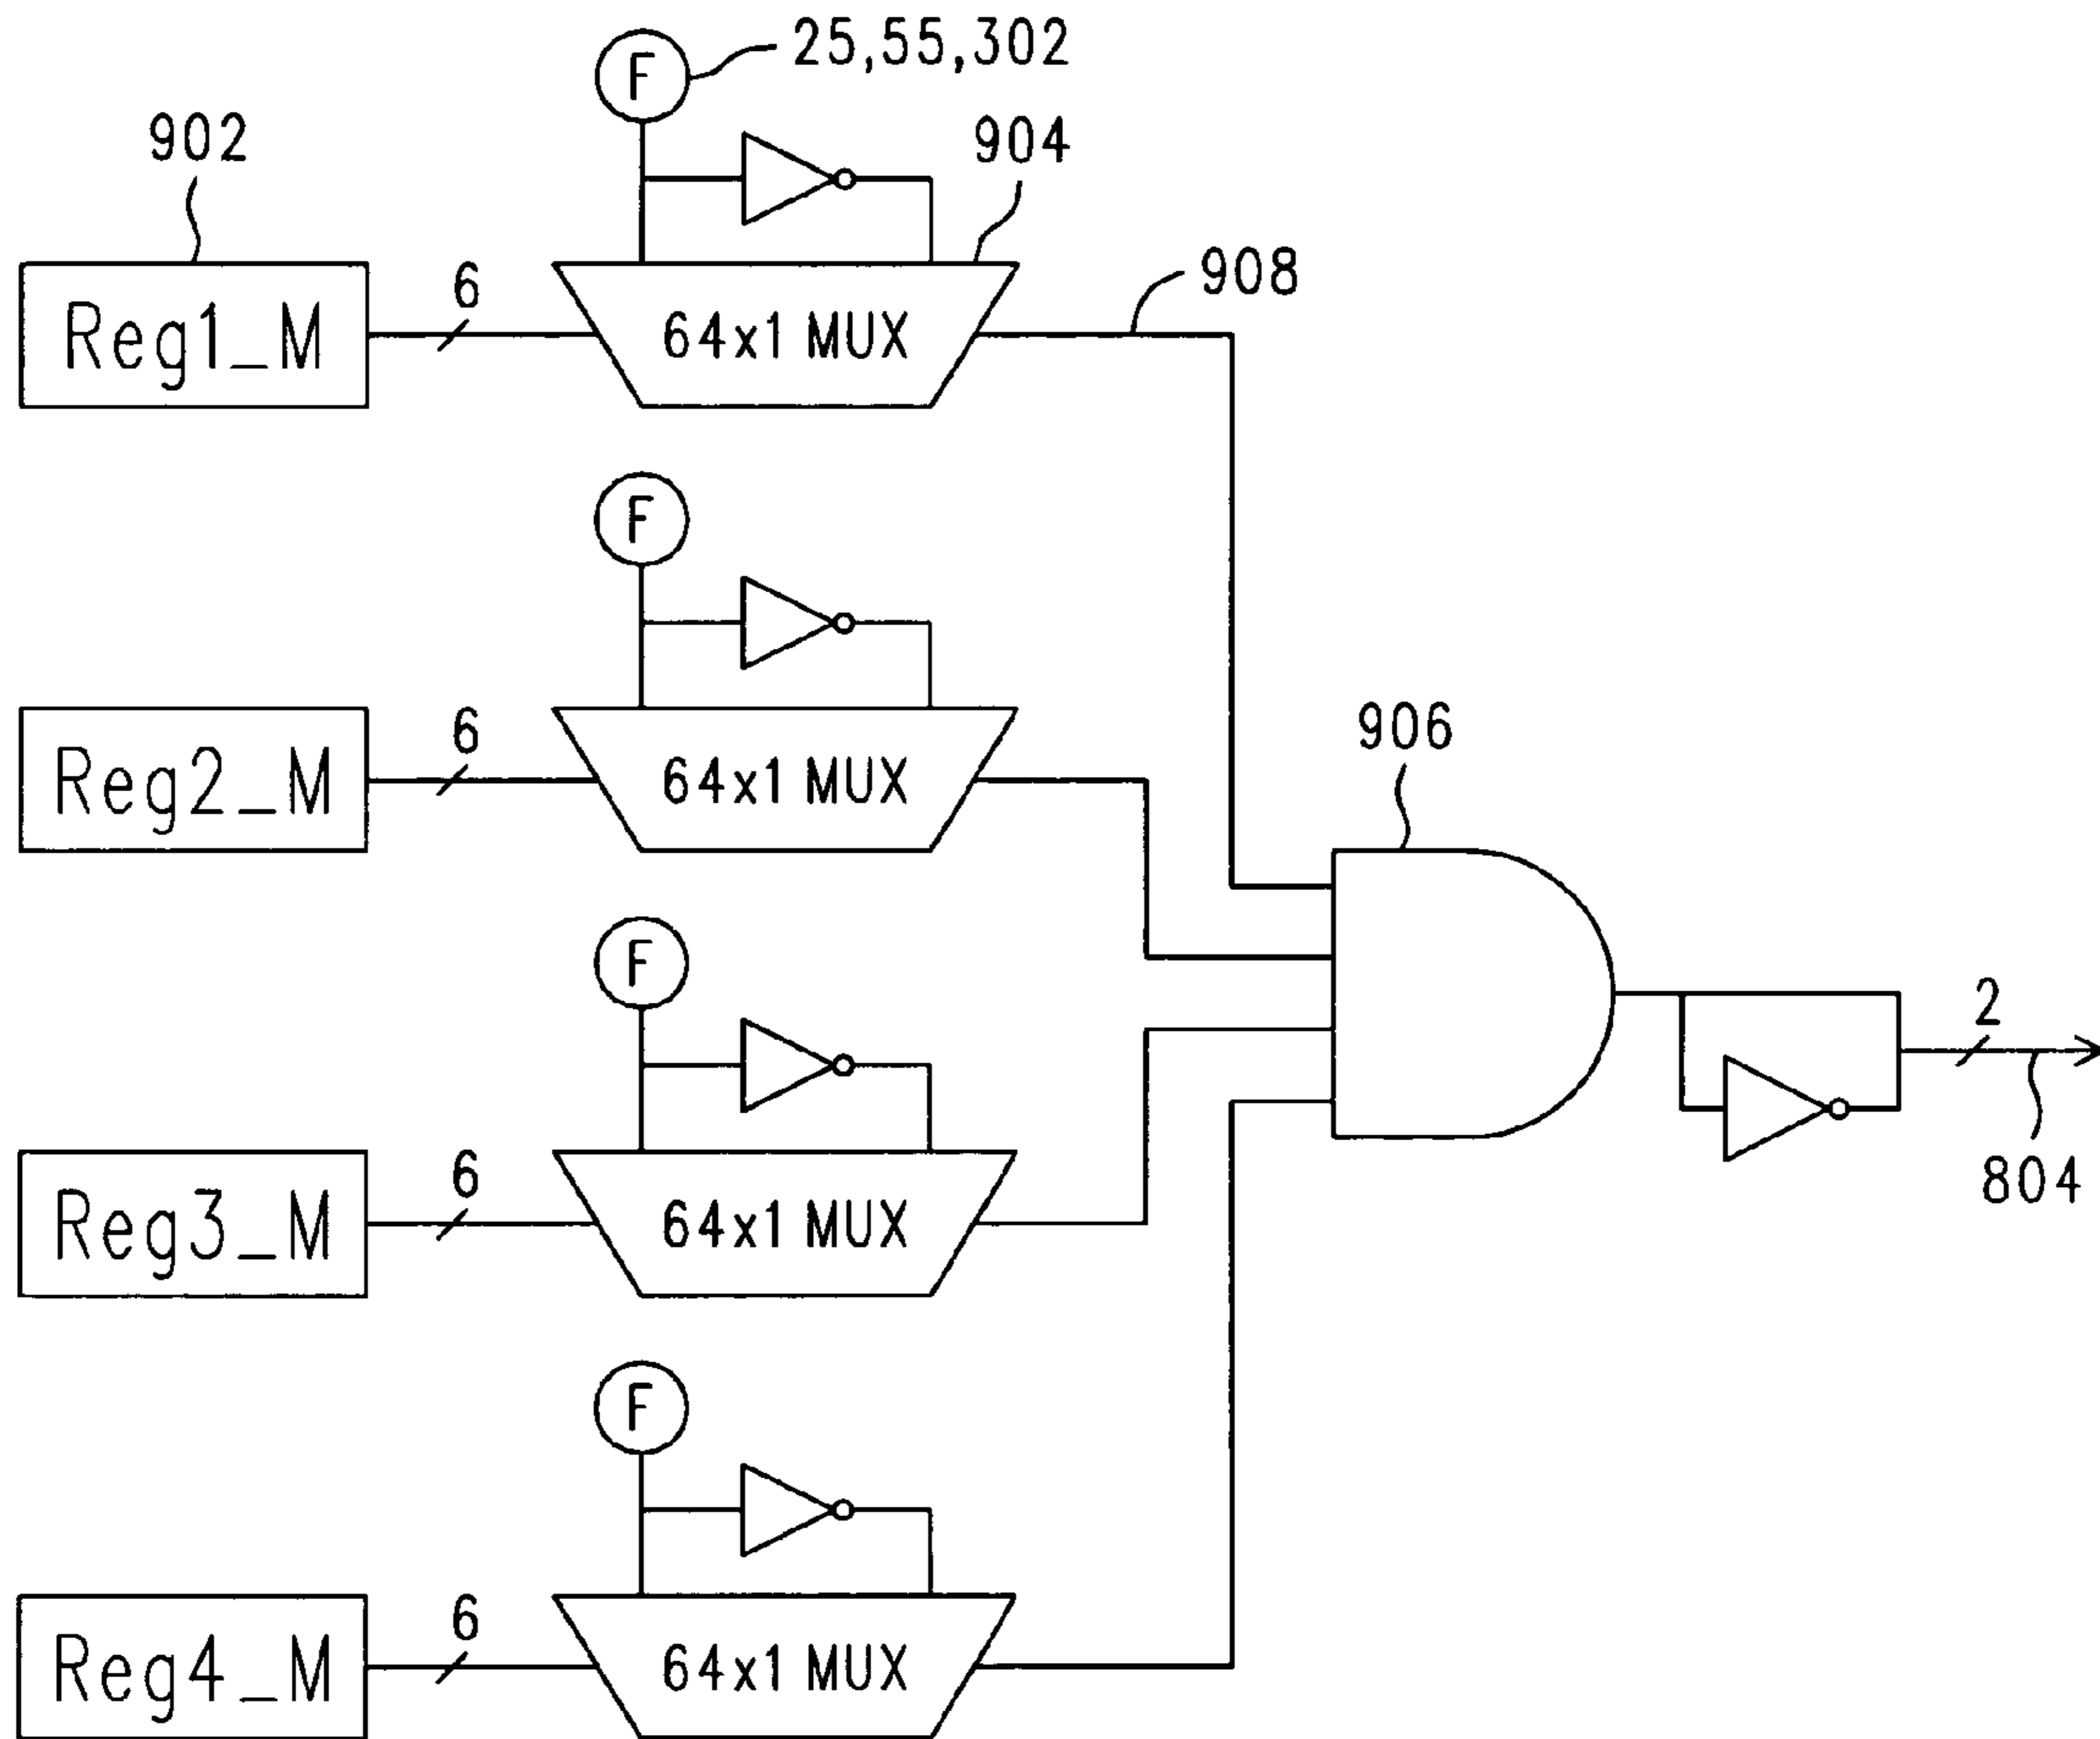 F 25,55,302
902
904
Reg1_M 6 64x1 MUX 908
F
Reg2_M 6 64x1 MUX
906
F
2
Reg3_M 6 64x1 MUX
804
F
Reg4_M 6 64x1 MUX